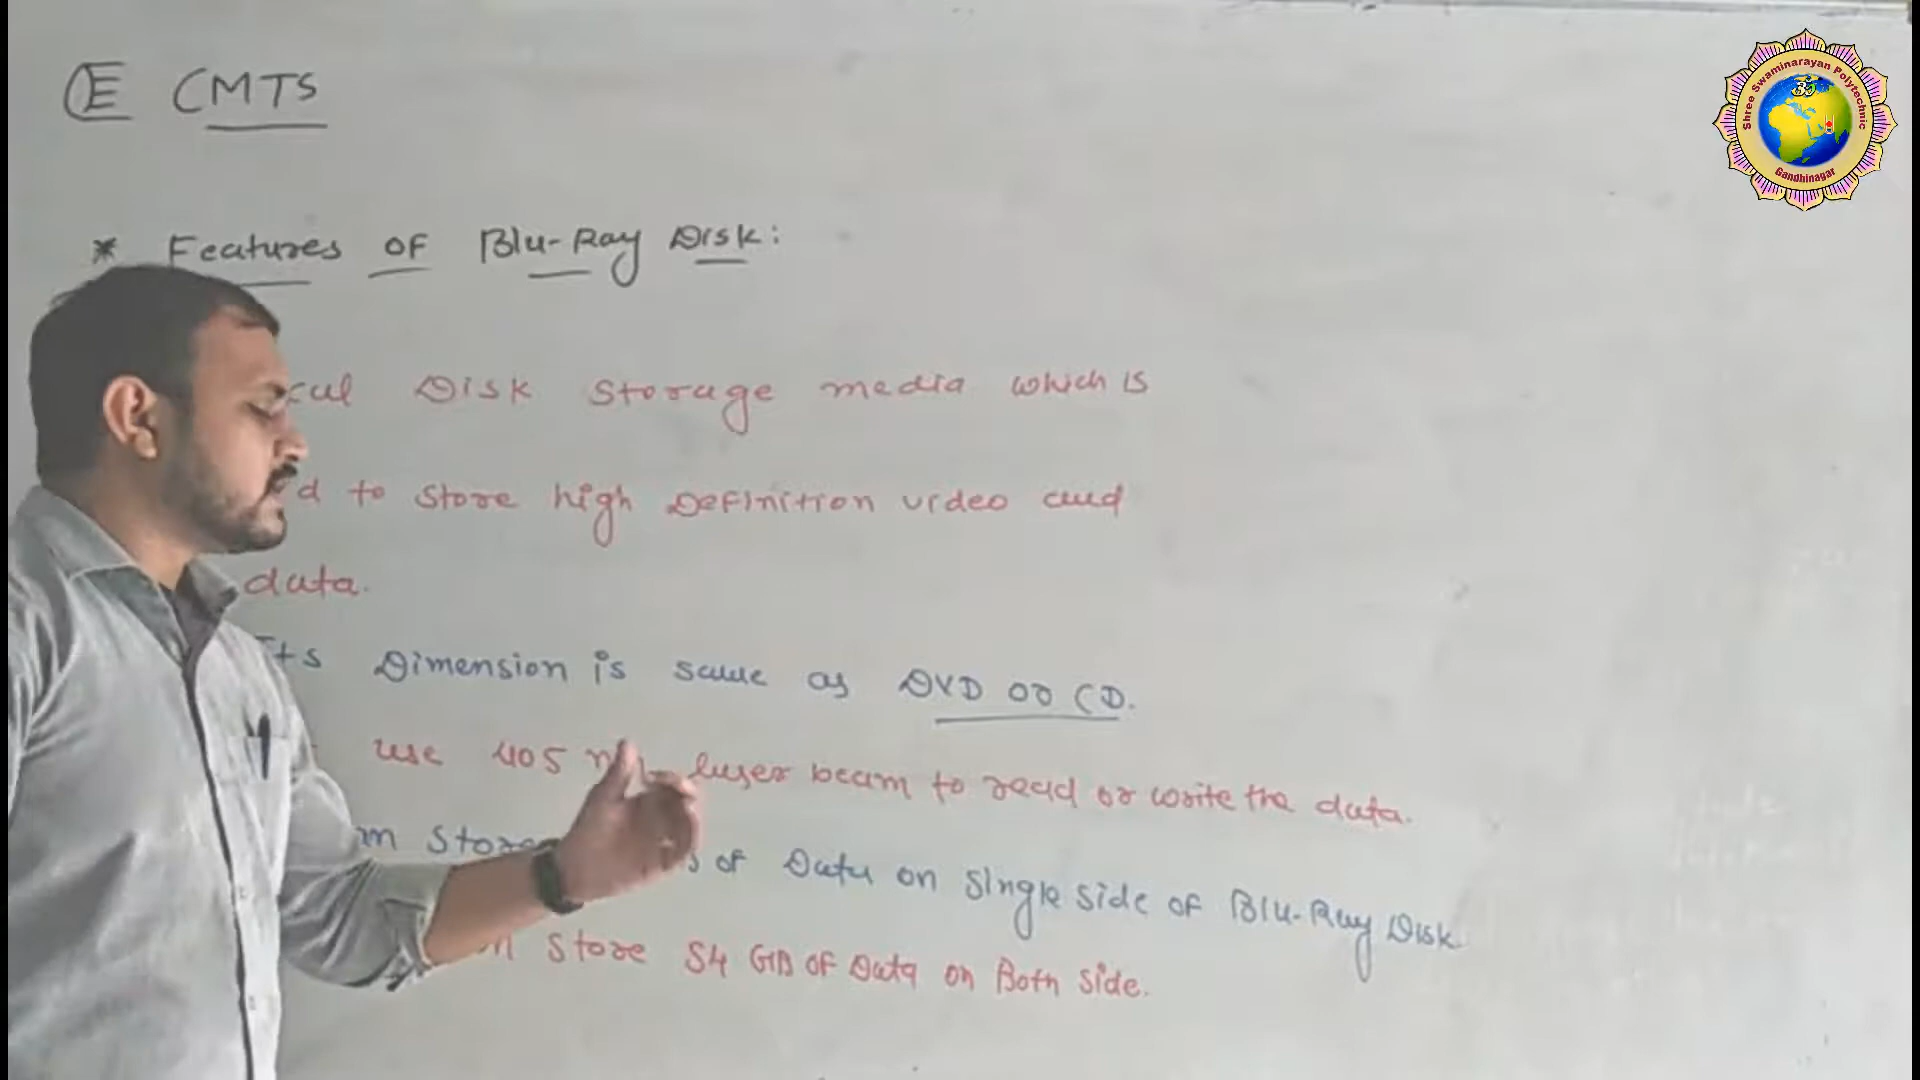 E CMTS
* Features of Blu-Ray Disk:
Disk Storage media which is
to store high Definition video and
data.
Its Dimension is same as DVD or CD.
use 405 laser beam to read or write the data.
of Data on single side of Blu-Ray Disk
store 54 GB of Data on Both side.
Shree Swaminarayan Polytechnic
Gandhinagar